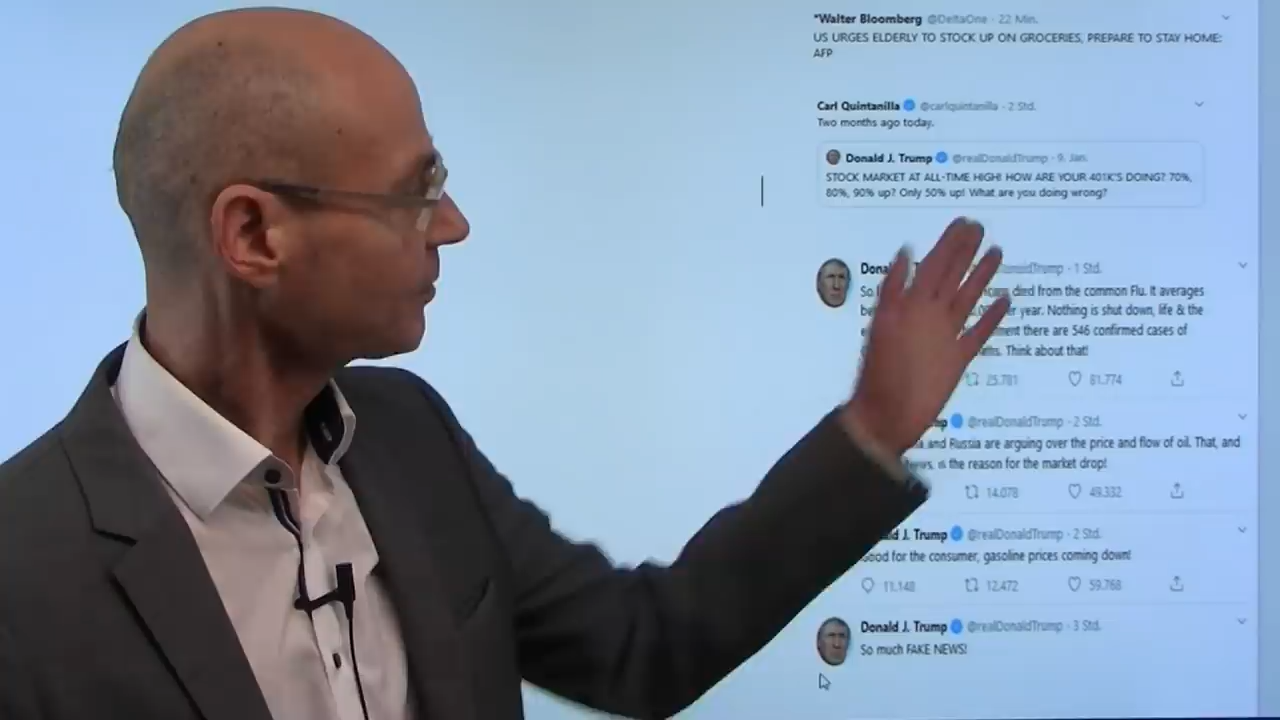 *Walter Bloomberg @DeltaOne · 22 Min.
US URGES ELDERLY TO STOCK UP ON GROCERIES, PREPARE TO STAY HOME:
AFP
Carl Quintanilla @carlquintanilla · 2 Std.
Two months ago today.
Donald J. Trump @realDonaldTrump · 9. Jan.
STOCK MARKET AT ALL-TIME HIGH! HOW ARE YOUR 401K'S DOING? 70%,
80%, 90% up? Only 50% up! What are you doing wrong?
1 Std.
So died from the common Flu. It averages
per year. Nothing is shut down, life & the
there are 546 confirmed cases of
Think about that!
25.781 81.774
@realDonaldTrump · 2 Std.
and Russia are arguing over the price and flow of oil. That, and
is the reason for the market drop!
14.078 49.332
Trump @realDonaldTrump · 2 Std.
Good for the consumer, gasoline prices coming down!
11.148 12.472 59.768
Donald J. Trump @realDonaldTrump · 3 Std.
So much FAKE NEWS!